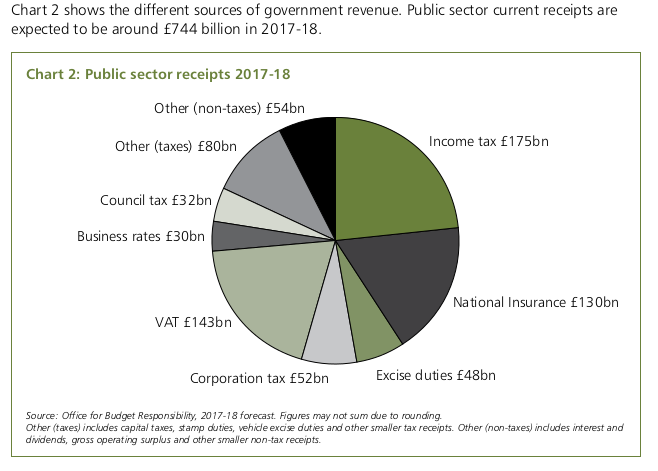 Chart 2 shows the different sources of government revenue. Public sector current receipts are
expected to be around £744 billion in 2017-18.
Chart 2: Public sector receipts 2017-18
Other (non-taxes) £54bn
Income tax £175bn
Other (taxes) £80bn
Council tax £32bn
Business rates £30bn
National Insurance £130bn
VAT £143bn
Excise duties £48bn
Corporation tax £52bn
Source: Office for Budget Responsibility, 2017-18 forecast. Figures may not sum due to rounding.
Other (taxes) includes capital taxes, stamp duties, vehicle excise duties and other smaller tax receipts. Other (non-taxes) includes interest and
dividends, gross operating surplus and other smaller non-tax receipts.